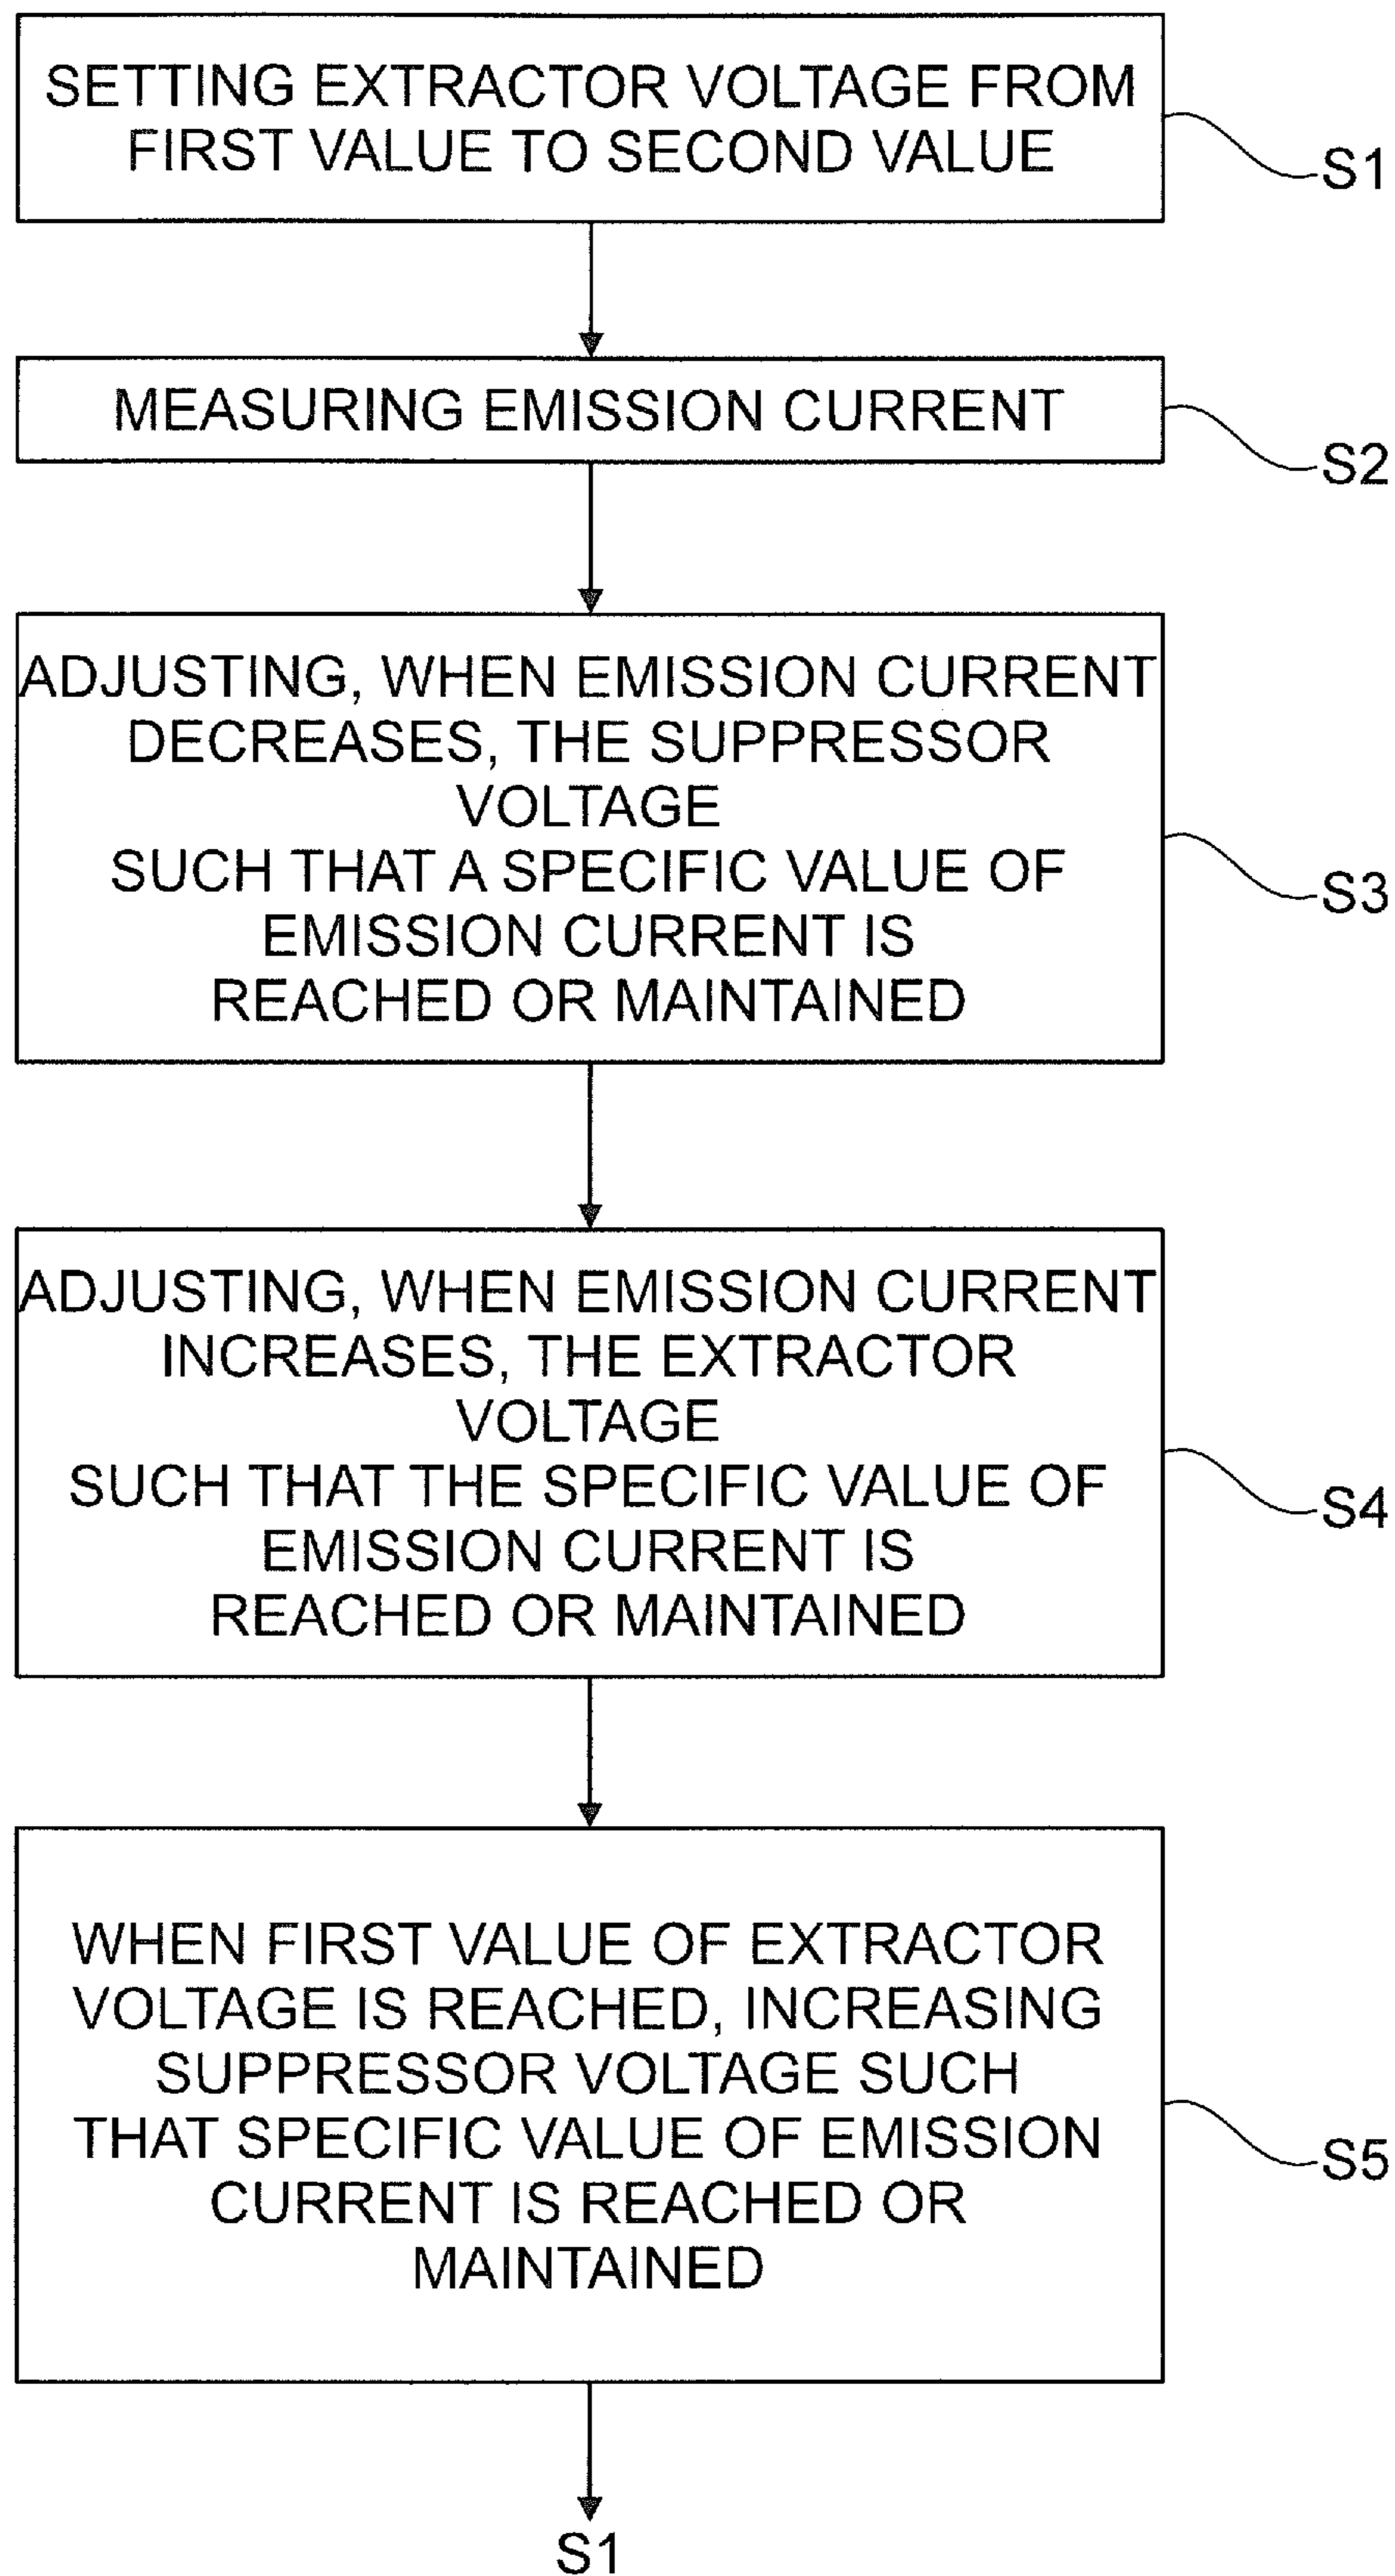 SETTING EXTRACTOR VOLTAGE FROM
FIRST VALUE TO SECOND VALUE
S1
MEASURING EMISSION CURRENT
S2
ADJUSTING, WHEN EMISSION CURRENT
DECREASES, THE SUPPRESSOR
VOLTAGE
SUCH THAT A SPECIFIC VALUE OF
EMISSION CURRENT IS
REACHED OR MAINTAINED
S3
ADJUSTING, WHEN EMISSION CURRENT
INCREASES, THE EXTRACTOR
VOLTAGE
SUCH THAT THE SPECIFIC VALUE OF
EMISSION CURRENT IS
REACHED OR MAINTAINED
S4
WHEN FIRST VALUE OF EXTRACTOR
VOLTAGE IS REACHED, INCREASING
SUPPRESSOR VOLTAGE SUCH
THAT SPECIFIC VALUE OF EMISSION
CURRENT IS REACHED OR
MAINTAINED
S5
S1